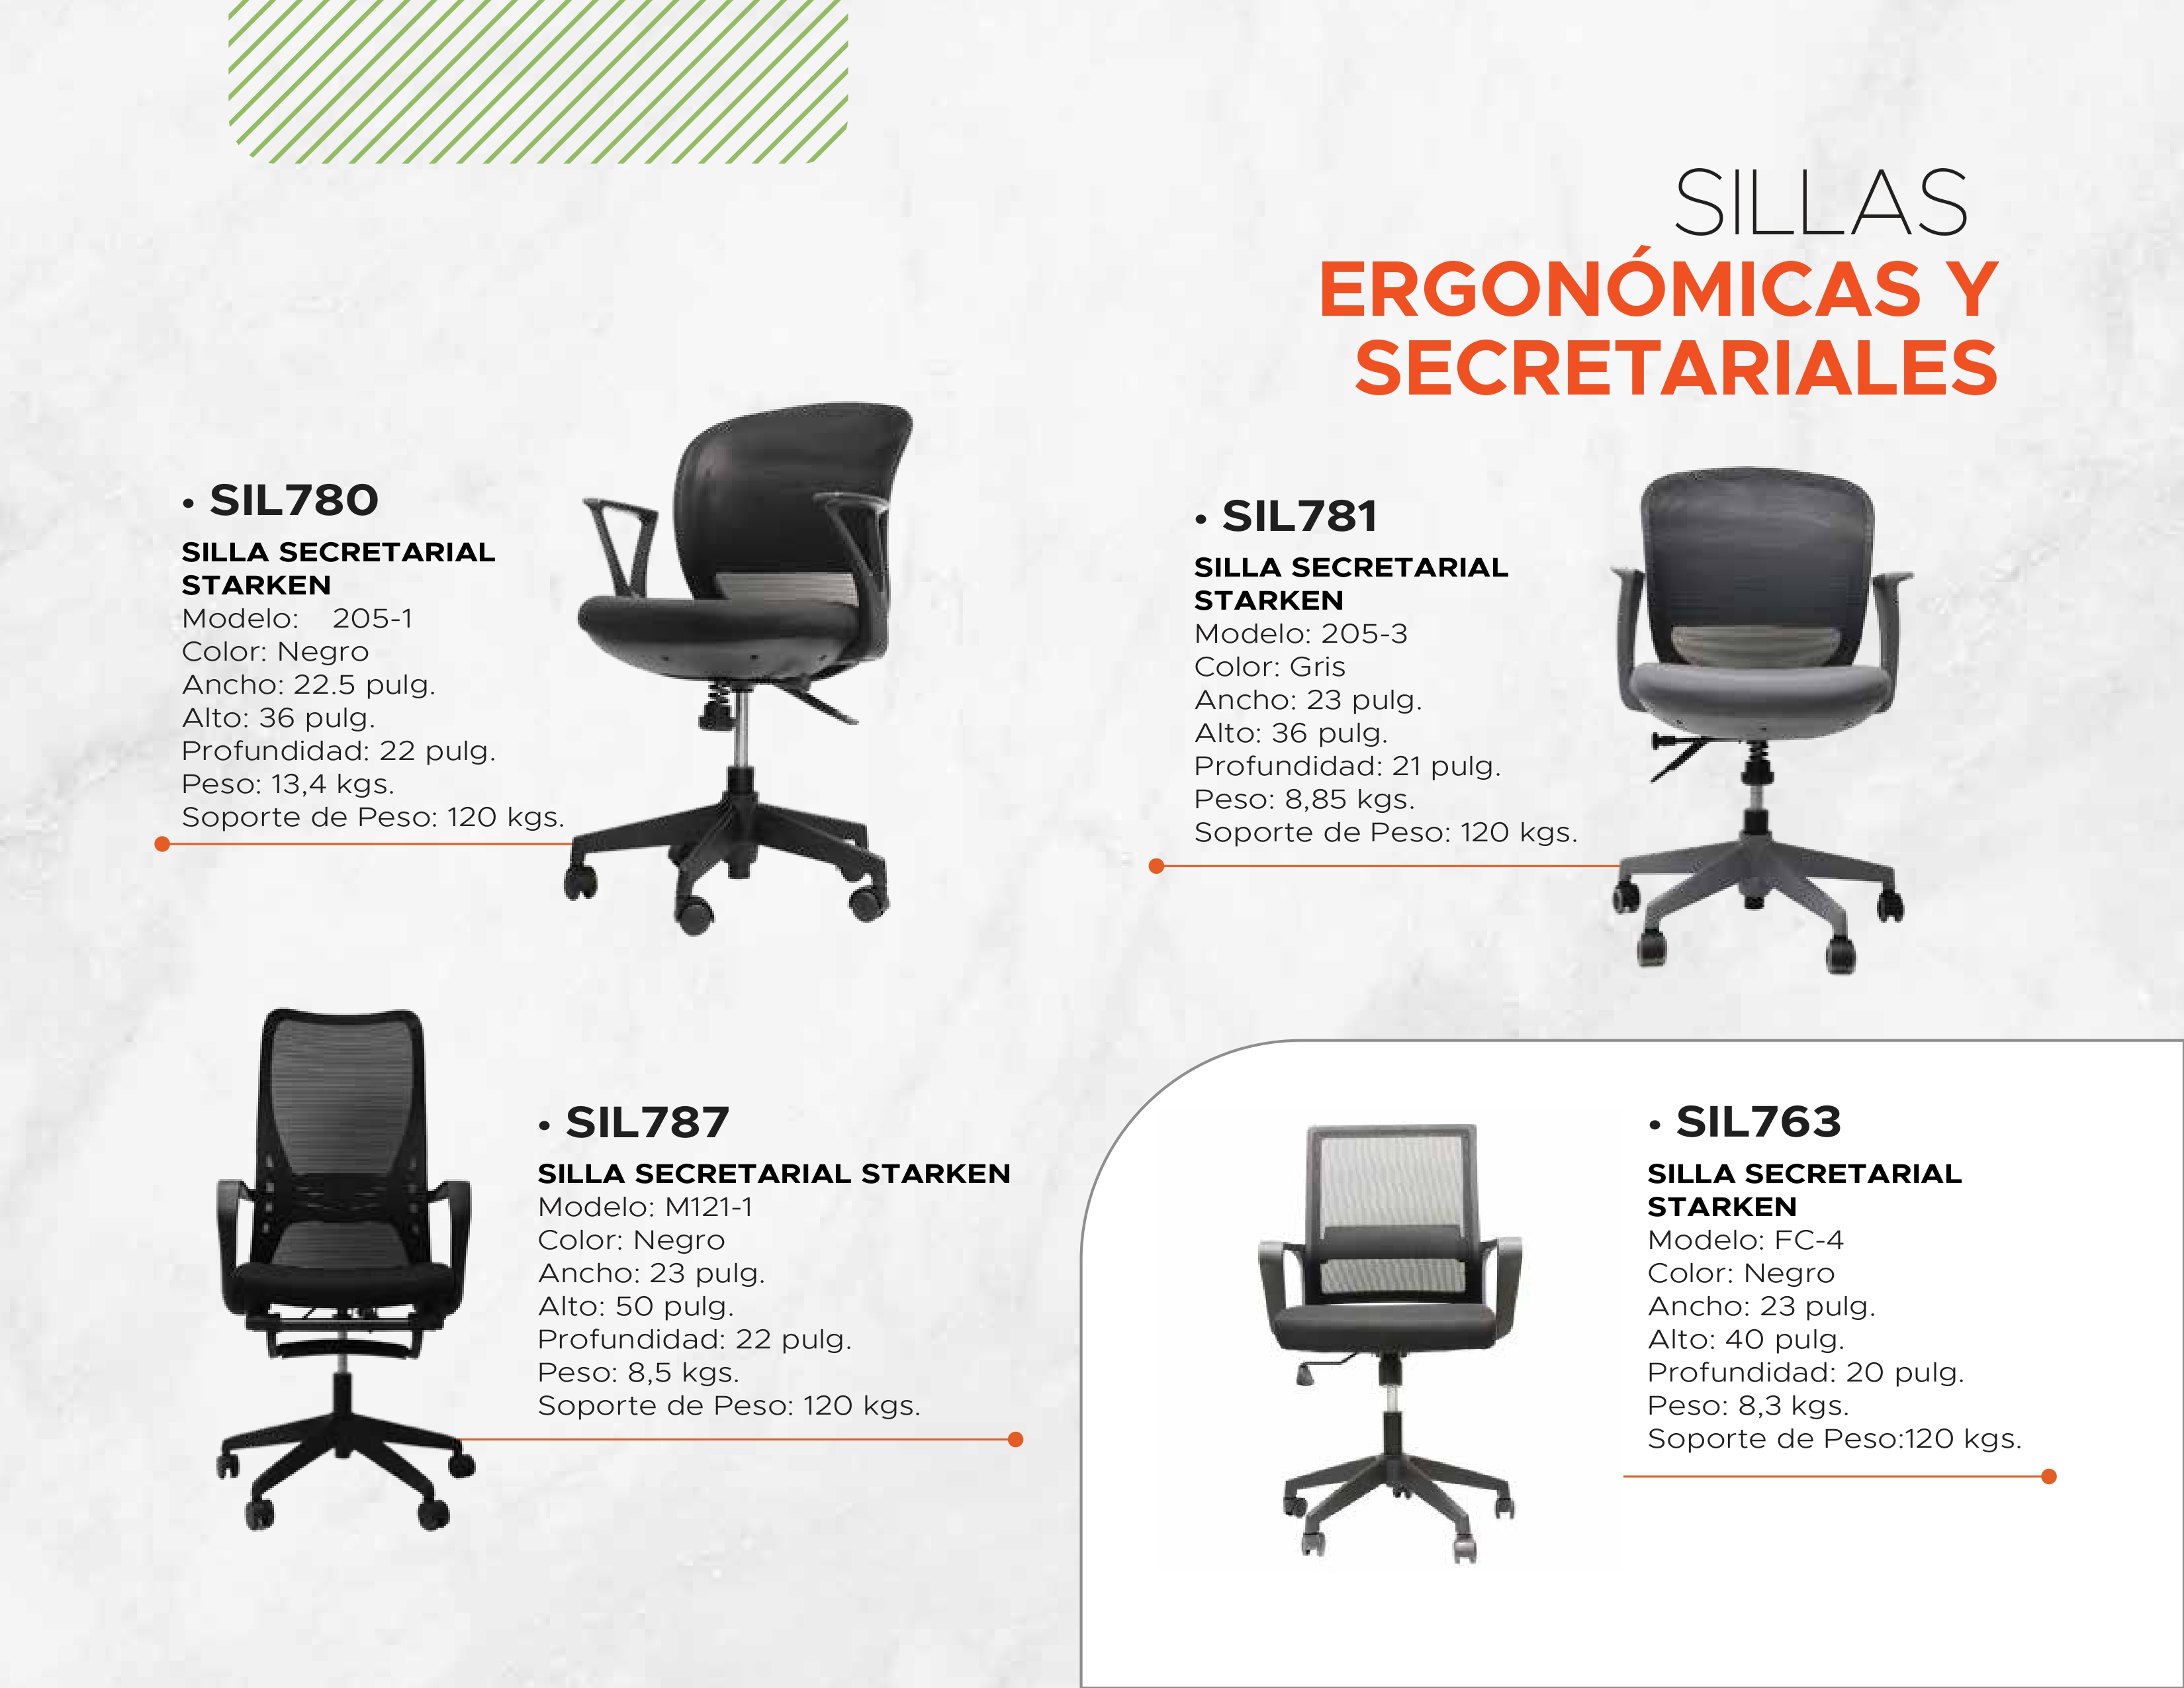 SILLAS
ERGONÓMICAS Y
SECRETARIALES
• SIL780
SILLA SECRETARIAL
STARKEN
Modelo: 205-1
Color: Negro
Ancho: 22.5 pulg.
Alto: 36 pulg.
Profundidad: 22 pulg.
Peso: 13,4 kgs.
Soporte de Peso: 120 kgs.
• SIL781
SILLA SECRETARIAL
STARKEN
Modelo: 205-3
Color: Gris
Ancho: 23 pulg.
Alto: 36 pulg.
Profundidad: 21 pulg.
Peso: 8,85 kgs.
Soporte de Peso: 120 kgs.
• SIL787
SILLA SECRETARIAL STARKEN
Modelo: M121-1
Color: Negro
Ancho: 23 pulg.
Alto: 50 pulg.
Profundidad: 22 pulg.
Peso: 8,5 kgs.
Soporte de Peso: 120 kgs.
• SIL763
SILLA SECRETARIAL
STARKEN
Modelo: FC-4
Color: Negro
Ancho: 23 pulg.
Alto: 40 pulg.
Profundidad: 20 pulg.
Peso: 8,3 kgs.
Soporte de Peso:120 kgs.